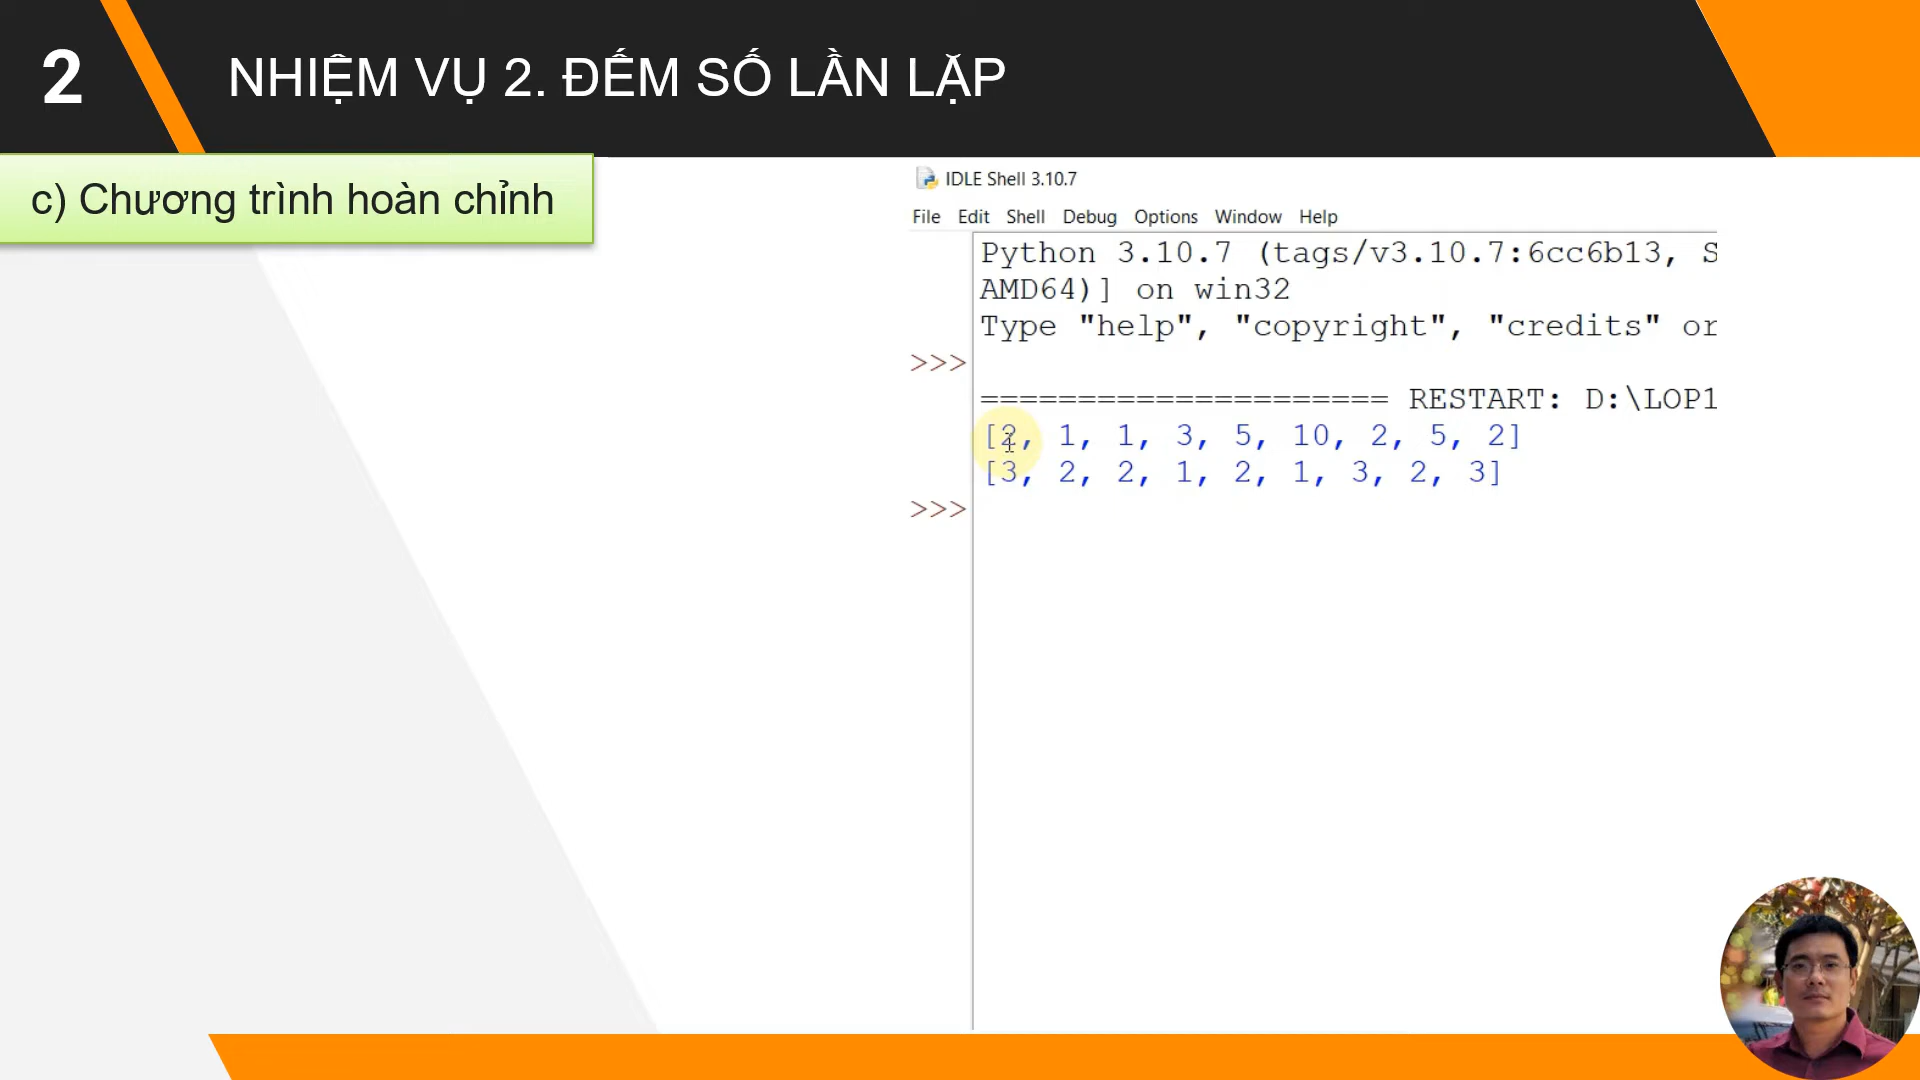 2
NHIỆM VỤ 2. ĐẾM SỐ LẦN LẶP
c) Chương trình hoàn chỉnh
IDLE Shell 3.10.7
File Edit Shell Debug Options Window Help
Python 3.10.7 (tags/v3.10.7:6cc6b13, S
AMD64)] on win32
Type "help", "copyright", "credits" or
>>>
===================== RESTART: D:\LOP1
[2, 1, 1, 3, 5, 10, 2, 5, 2]
[3, 2, 2, 1, 2, 1, 3, 2, 3]
>>>